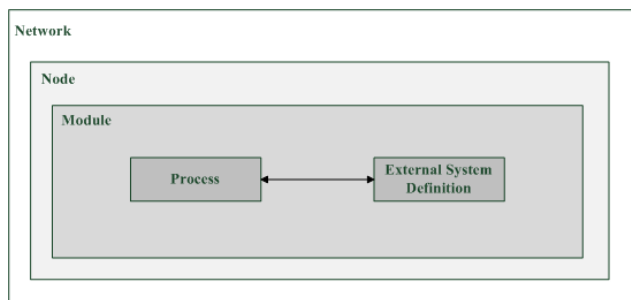 Network
Node
Module
Process
External System
Definition